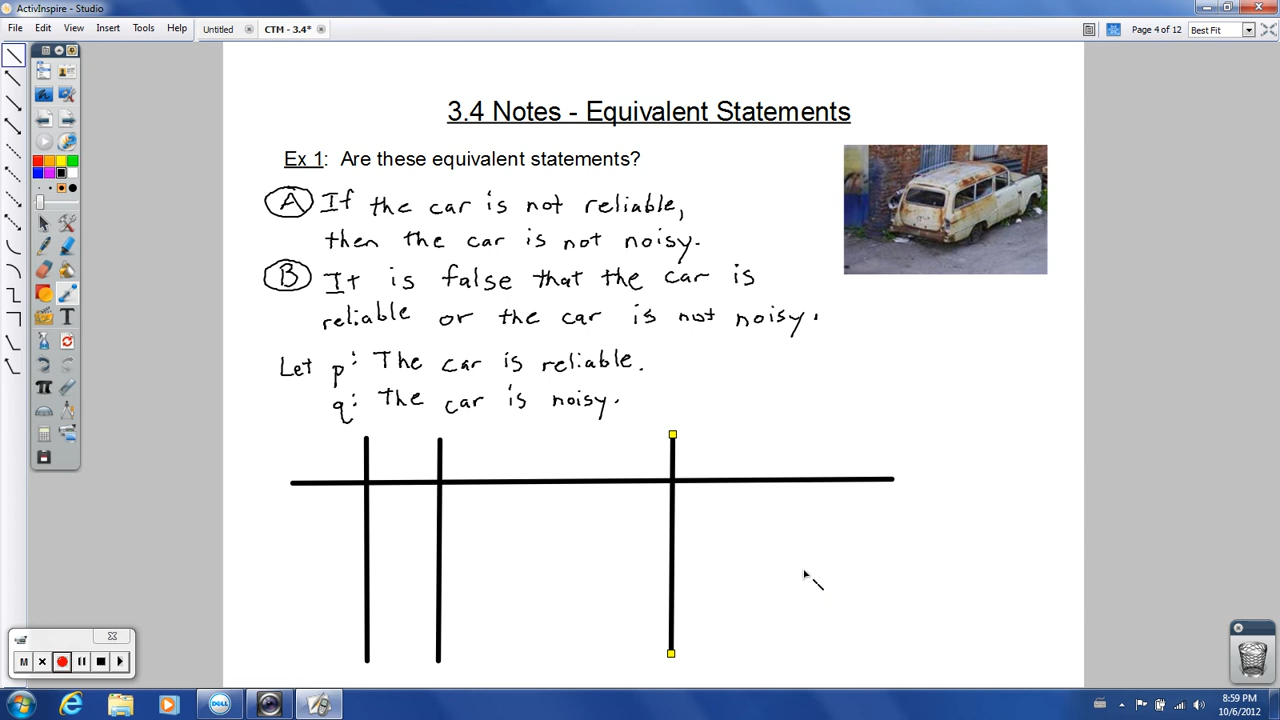 ActivInspire - Studio
File Edit View Insert Tools Help
Untitled
CTM - 3.4*
Page 4 of 12
Best Fit
3.4 Notes - Equivalent Statements
Ex 1: Are these equivalent statements?
A If the car is not reliable,
then the car is not noisy.
B It is false that the car is
reliable or the car is not noisy.
Let p: The car is reliable.
q: The car is noisy.
M
DELL
8:59 PM
10/6/2012